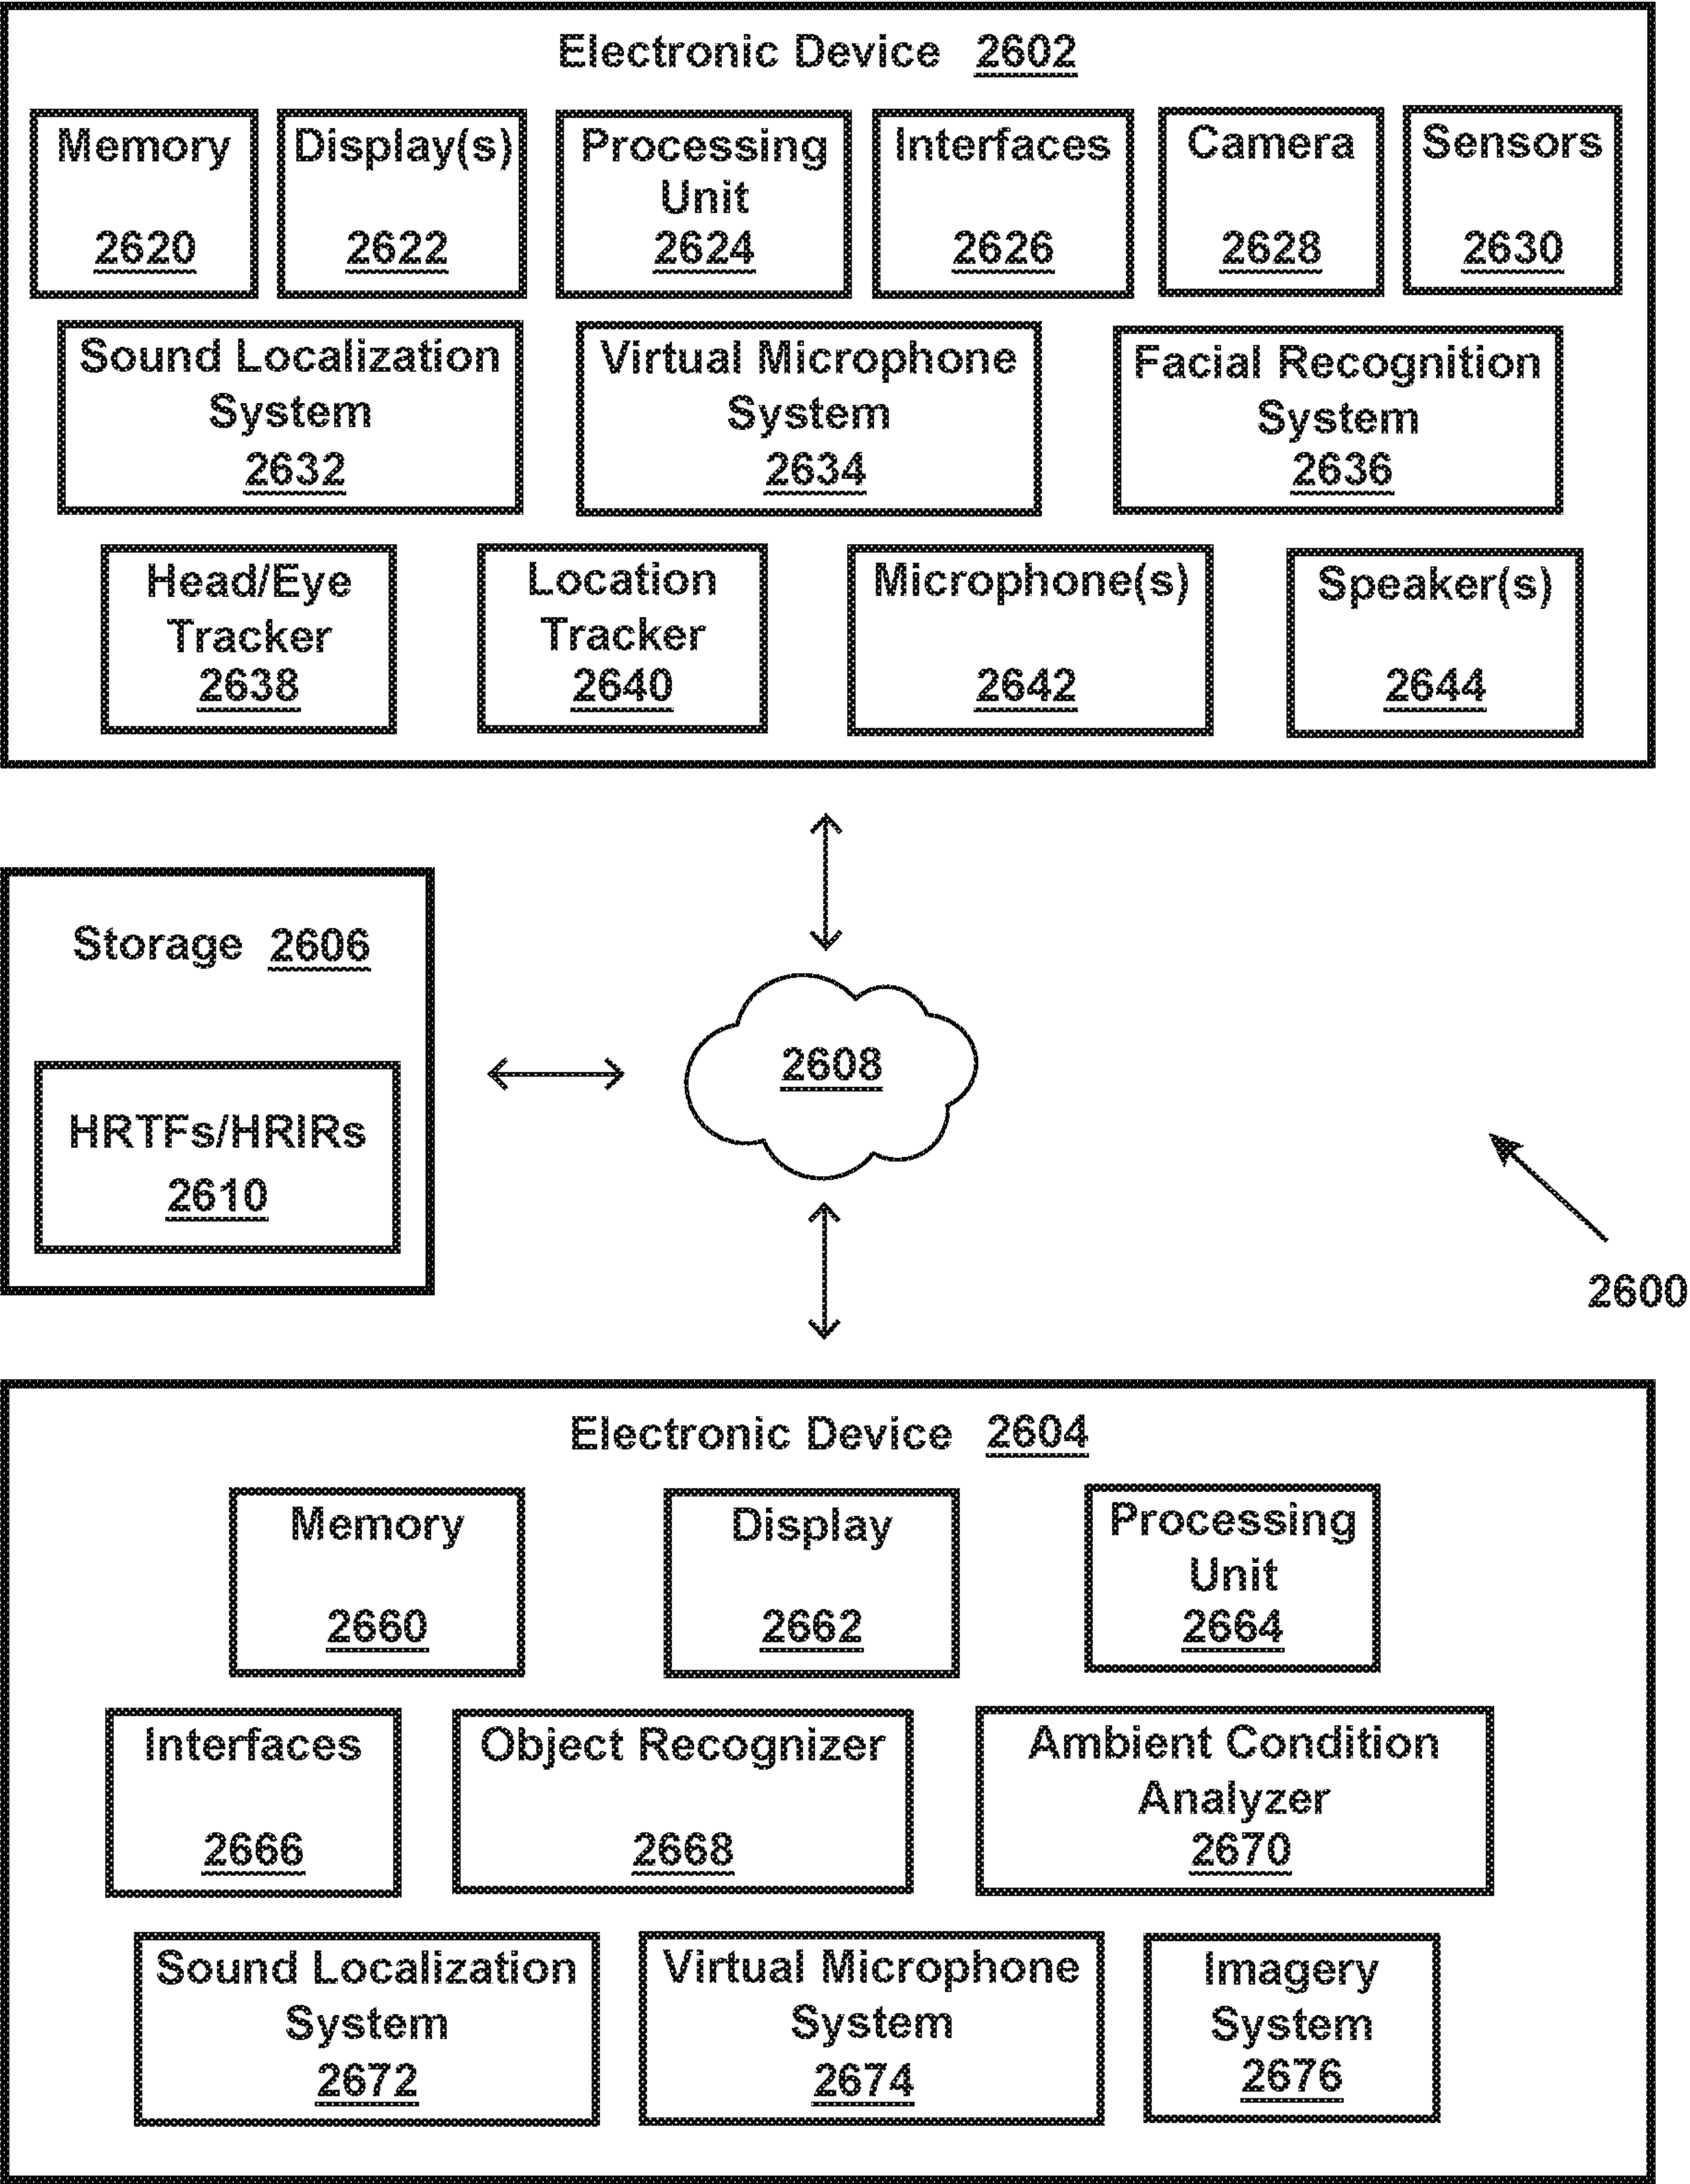 Electronic Device 2602
Memory
2620
Display(s)
2622
Processing
Unit
2624
Interfaces
2626
Camera
2628
Sensors
2630
Sound Localization
System
2632
Virtual Microphone
System
2634
Facial Recognition
System
2636
Head/Eye
Tracker
2638
Location
Tracker
2640
Microphone(s)
2642
Speaker(s)
2644
Storage 2606
HRTFs/HRIRs
2610
2608
2600
Electronic Device 2604
Memory
2660
Display
2662
Processing
Unit
2664
Interfaces
2666
Object Recognizer
2668
Ambient Condition
Analyzer
2670
Sound Localization
System
2672
Virtual Microphone
System
2674
Imagery
System
2676